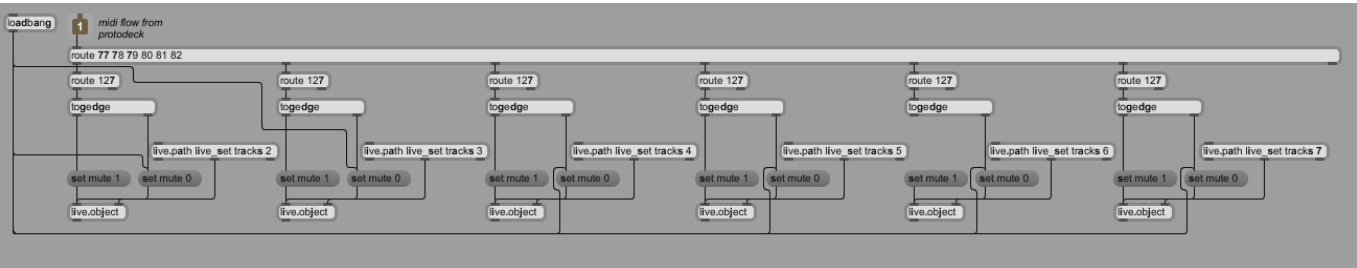 loadbang
1
midi flow from
protodeck
route 77 78 79 80 81 82
route 127 route 127 route 127 route 127 route 127 route 127
togedge togedge togedge togedge togedge togedge
live.path live_set tracks 2 live.path live_set tracks 3 live.path live_set tracks 4 live.path live_set tracks 5 live.path live_set tracks 6 live.path live_set tracks 7
set mute 1 set mute 0 set mute 1 set mute 0 set mute 1 set mute 0 set mute 1 set mute 0 set mute 1 set mute 0 set mute 1 set mute 0
live.object live.object live.object live.object live.object live.object